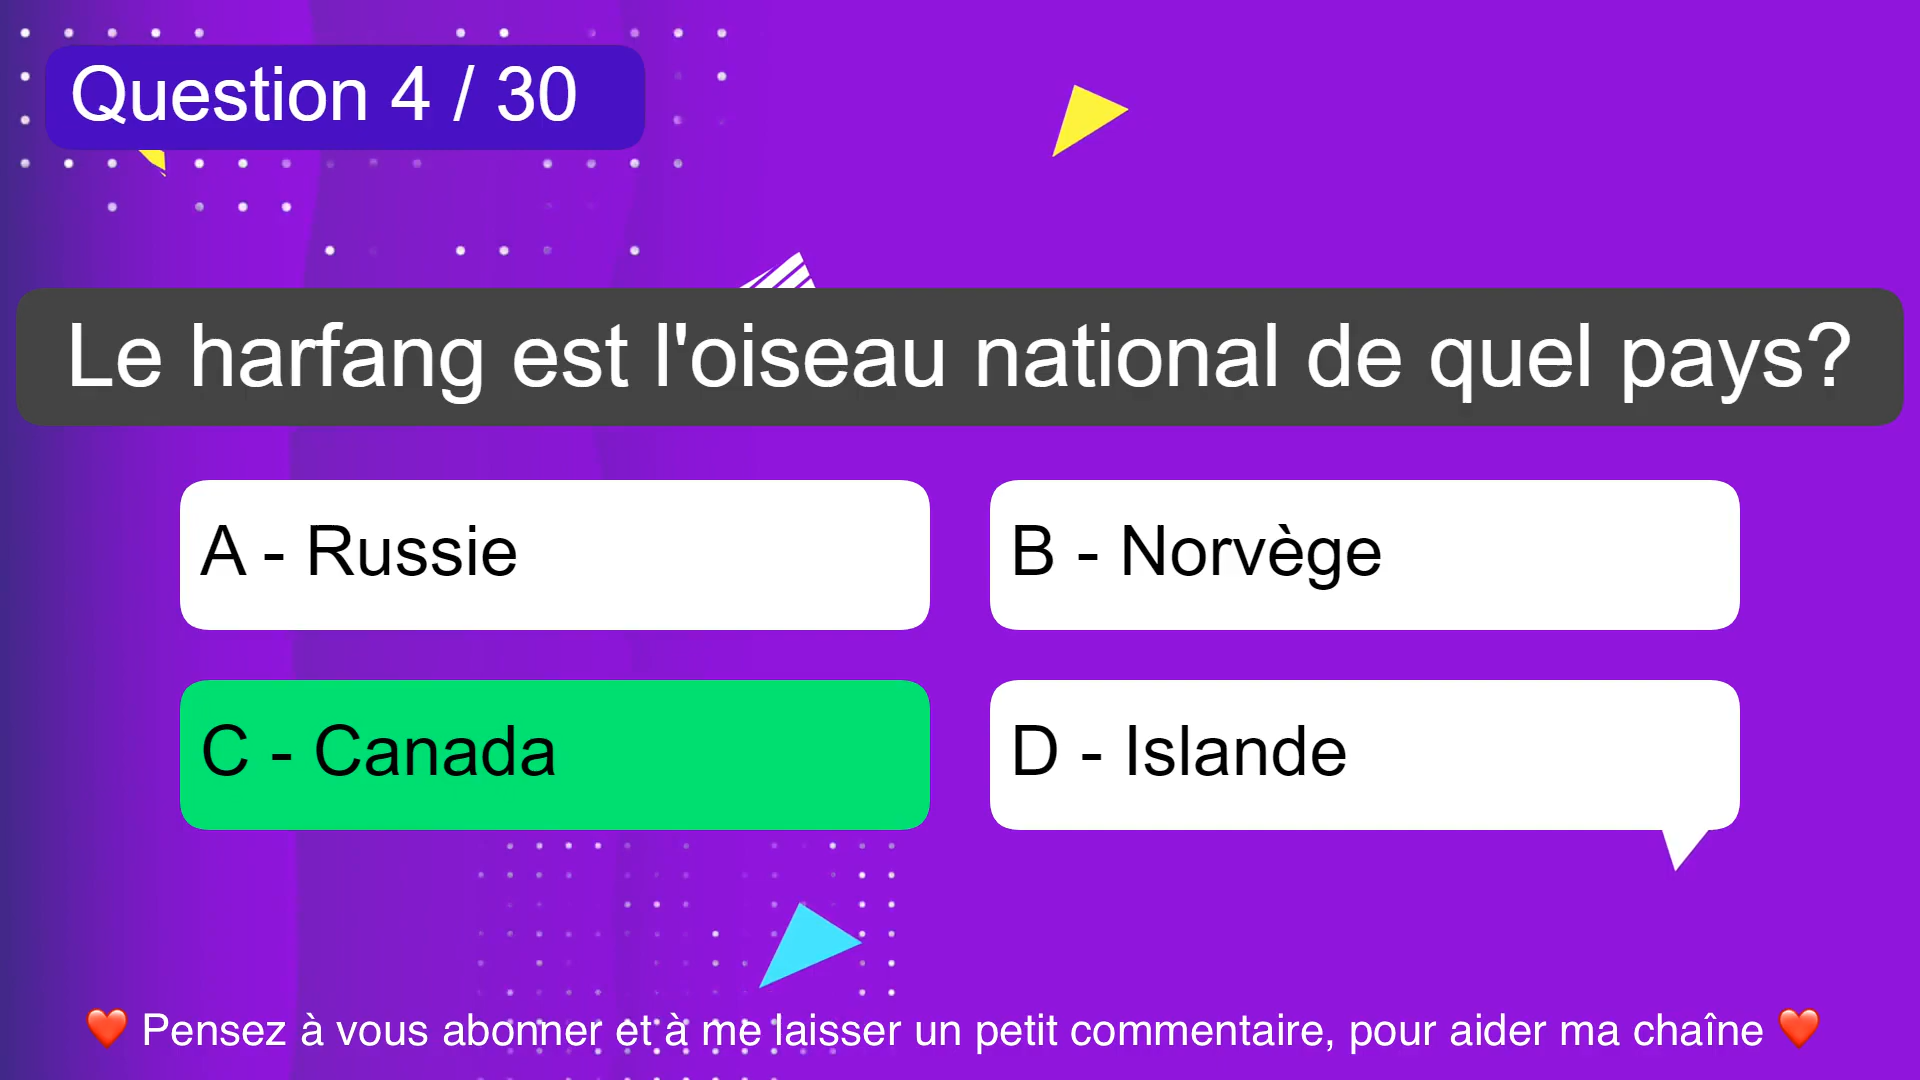 Question 4 / 30
Le harfang est l'oiseau national de quel pays?
A - Russie
B - Norvège
C - Canada
D - Islande
❤️ Pensez à vous abonner et à me laisser un petit commentaire, pour aider ma chaîne ❤️